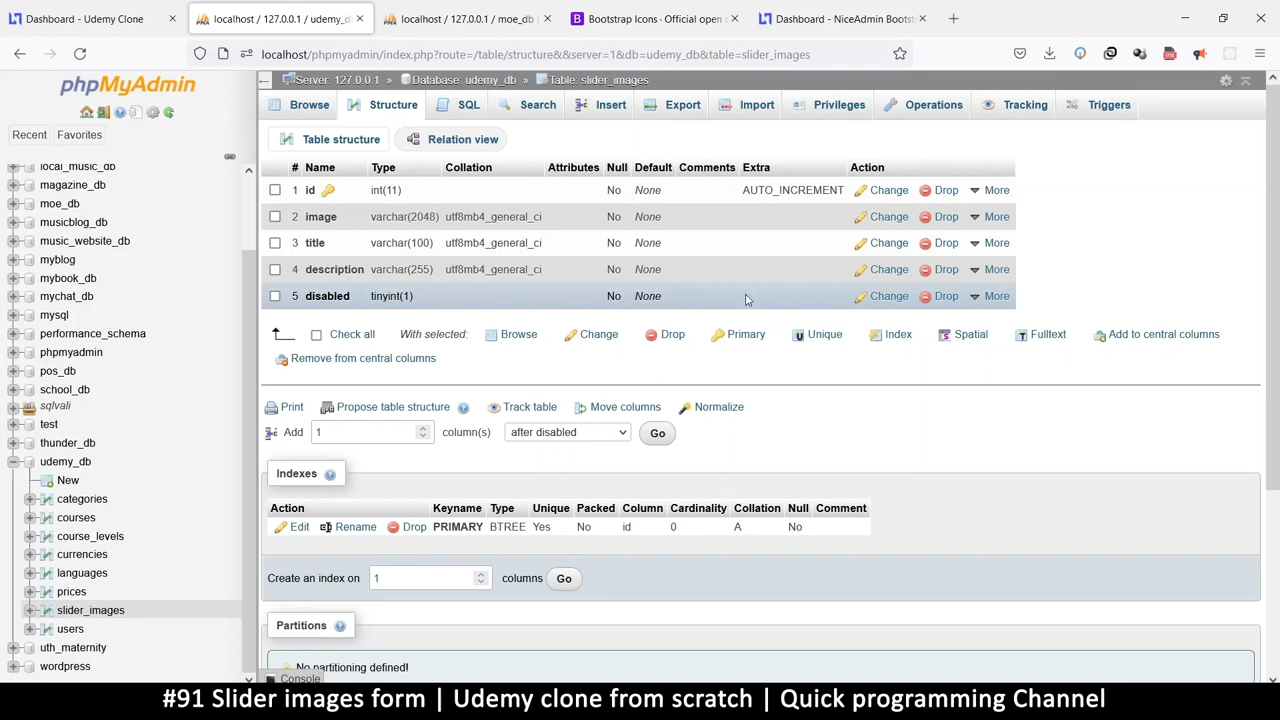 Dashboard - Udemy Clone
localhost / 127.0.0.1 / udemy_d
localhost / 127.0.0.1 / moe_db |
Bootstrap Icons · Official open s
Dashboard - NiceAdmin Bootst
localhost/phpmyadmin/index.php?route=/table/structure&&server=1&db=udemy_db&table=slider_images
phpMyAdmin
Recent
Favorites
local_music_db
magazine_db
moe_db
musicblog_db
music_website_db
myblog
mybook_db
mychat_db
mysql
performance_schema
phpmyadmin
pos_db
school_db
sqlvali
test
thunder_db
udemy_db
New
categories
courses
course_levels
currencies
languages
prices
slider_images
users
uth_maternity
wordpress
Server: 127.0.0.1 » Database: udemy_db » Table: slider_images
Browse Structure SQL Search Insert Export Import Privileges Operations Tracking Triggers
Table structure Relation view
# Name Type Collation Attributes Null Default Comments Extra Action
1 id int(11) No None AUTO_INCREMENT Change Drop More
2 image varchar(2048) utf8mb4_general_ci No None Change Drop More
3 title varchar(100) utf8mb4_general_ci No None Change Drop More
4 description varchar(255) utf8mb4_general_ci No None Change Drop More
5 disabled tinyint(1) No None Change Drop More
Check all With selected: Browse Change Drop Primary Unique Index Spatial Fulltext Add to central columns
Remove from central columns
Print Propose table structure Track table Move columns Normalize
Add 1 column(s) after disabled Go
Indexes
Action Keyname Type Unique Packed Column Cardinality Collation Null Comment
Edit Rename Drop PRIMARY BTREE Yes No id 0 A No
Create an index on 1 columns Go
Partitions
No partitioning defined!
Console
#91 Slider images form | Udemy clone from scratch | Quick programming Channel